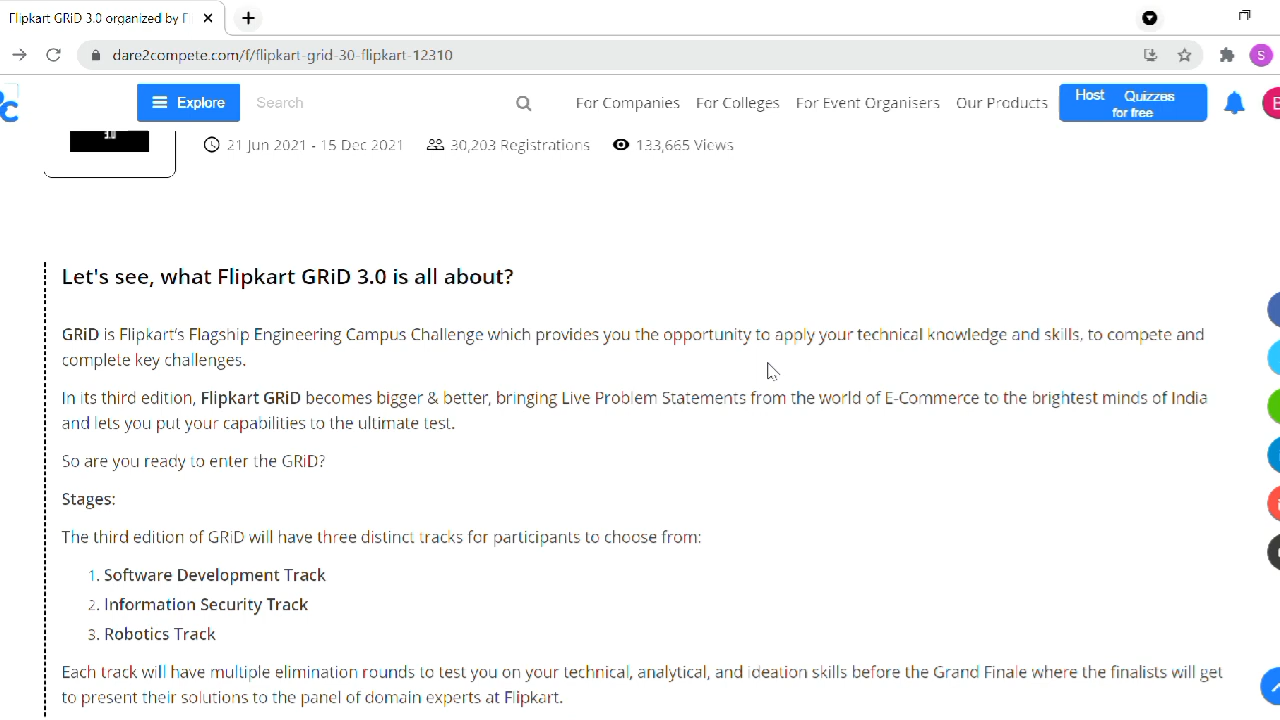 Flipkart GRiD 3.0 organized by F
dare2compete.com/f/flipkart-grid-30-flipkart-12310
S
Explore
Search
For Companies
For Colleges
For Event Organisers
Our Products
Host Quizzes
for free
21 Jun 2021 - 15 Dec 2021
30,203 Registrations
133,665 Views
Let's see, what Flipkart GRiD 3.0 is all about?
GRiD is Flipkart's Flagship Engineering Campus Challenge which provides you the opportunity to apply your technical knowledge and skills, to compete and
complete key challenges.
In its third edition, Flipkart GRiD becomes bigger & better, bringing Live Problem Statements from the world of E-Commerce to the brightest minds of India
and lets you put your capabilities to the ultimate test.
So are you ready to enter the GRiD?
Stages:
The third edition of GRiD will have three distinct tracks for participants to choose from:
1. Software Development Track
2. Information Security Track
3. Robotics Track
Each track will have multiple elimination rounds to test you on your technical, analytical, and ideation skills before the Grand Finale where the finalists will get
to present their solutions to the panel of domain experts at Flipkart.